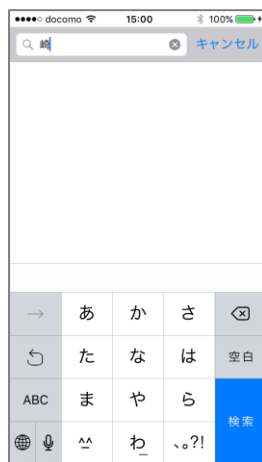 docomo 15:00 100%
崎 キャンセル
→ あ か さ
た な は 空白
ABC ま や ら
^^ わ 、。?! 検索